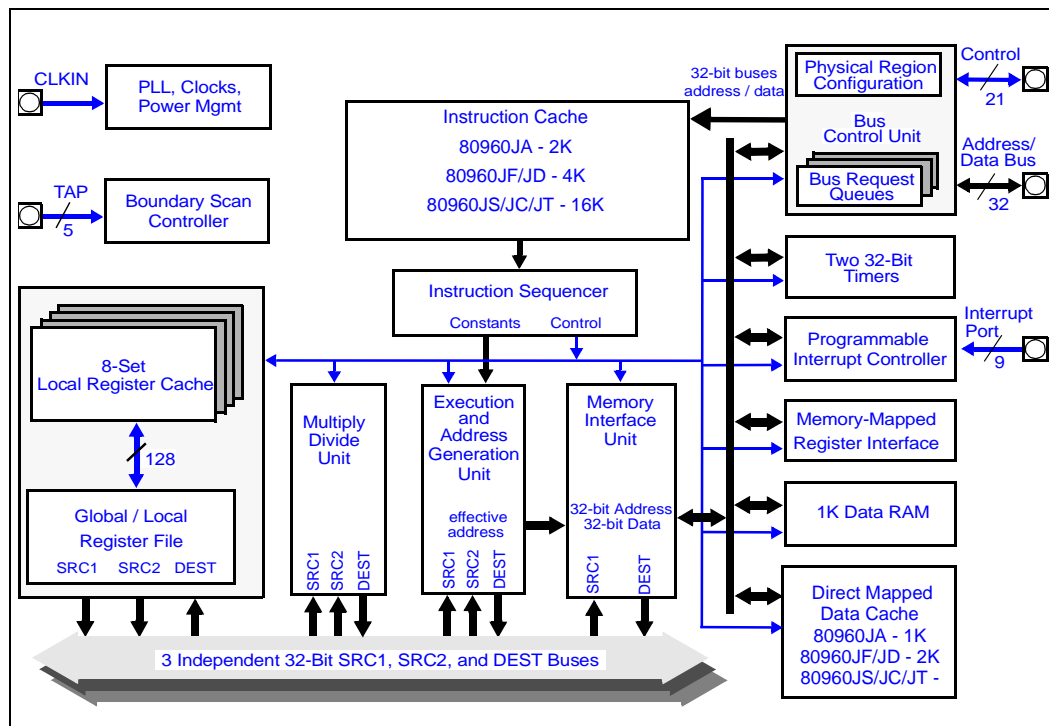 CLKIN
PLL, Clocks,
Power Mgmt
TAP
5
Boundary Scan
Controller
Instruction Cache
80960JA - 2K
80960JF/JD - 4K
80960JS/JC/JT - 16K
32-bit buses
address / data
Physical Region
Configuration
Bus
Control Unit
Bus Request
Queues
Control
21
Address/
Data Bus
32
Instruction Sequencer
Constants
Control
Two 32-Bit
Timers
Programmable
Interrupt Controller
Interrupt
Port
9
8-Set
Local Register Cache
128
Global / Local
Register File
SRC1
SRC2
DEST
Multiply
Divide
Unit
SRC1
SRC2
DEST
Execution
and
Address
Generation
Unit
effective
address
SRC1
SRC2
DEST
Memory
Interface
Unit
32-bit Address
32-bit Data
SRC1
DEST
Memory-Mapped
Register Interface
1K Data RAM
Direct Mapped
Data Cache
80960JA - 1K
80960JF/JD - 2K
80960JS/JC/JT -
3 Independent 32-Bit SRC1, SRC2, and DEST Buses